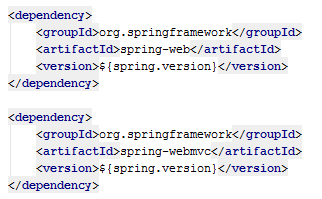 <dependency>
    <groupId>org.springframework</groupId>
    <artifactId>spring-web</artifactId>
    <version>${spring.version}</version>
</dependency>

<dependency>
    <groupId>org.springframework</groupId>
    <artifactId>spring-webmvc</artifactId>
    <version>${spring.version}</version>
</dependency>